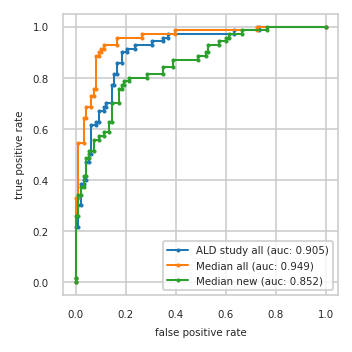 1.0
0.8
0.6
0.4
0.2
0.0
true positive rate
ALD study all (auc: 0.905)
Median all (auc: 0.949)
Median new (auc: 0.852)
0.0 0.2 0.4 0.6 0.8 1.0
false positive rate